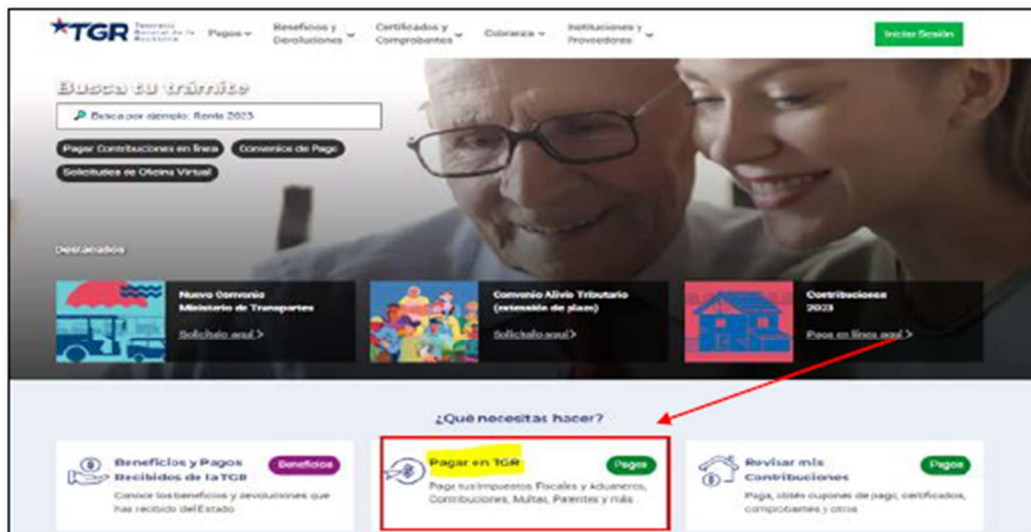 TGR Tesorería General de la República
Pagos
Beneficios y Devoluciones
Certificados y Comprobantes
Cobranza
Instituciones y Proveedores
Iniciar Sesión
Busca tu trámite
Busca por ejemplo: Renta 2023
Pagar Contribuciones en línea
Convenios de Pago
Solicitudes de Oficina Virtual
Destacados
Nuevo Convenio
Ministerio de Transportes
Solicítalo aquí >
Convenio Alivio Tributario
(extensión de plazo)
Solicítalo aquí >
Contribuciones
2023
Paga en línea aquí >
¿Qué necesitas hacer?
Beneficios y Pagos
Recibidos de la TGR
Beneficios
Conoce los beneficios y devoluciones que
has recibido del Estado
Pagar en TGR
Pagos
Paga tus Impuestos Fiscales y Aduaneros,
Contribuciones, Multas, Patentes y más
Revisar mis
Contribuciones
Pagos
Paga, obtén cupones de pago, certificados,
comprobantes y otros